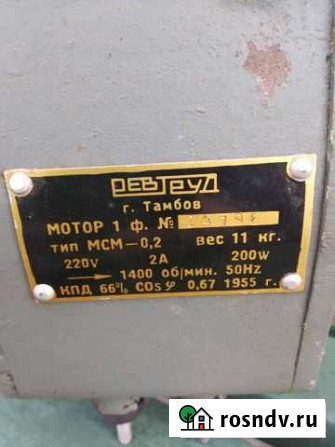 РЕВТРУД
г. Тамбов
МОТОР 1 ф. №
тип МСМ-0,2 вес 11 кг.
220V 2A 200W
1400 об/мин. 50Hz
КПД 66% COS φ 0,67 1955 г.
rosndv.ru